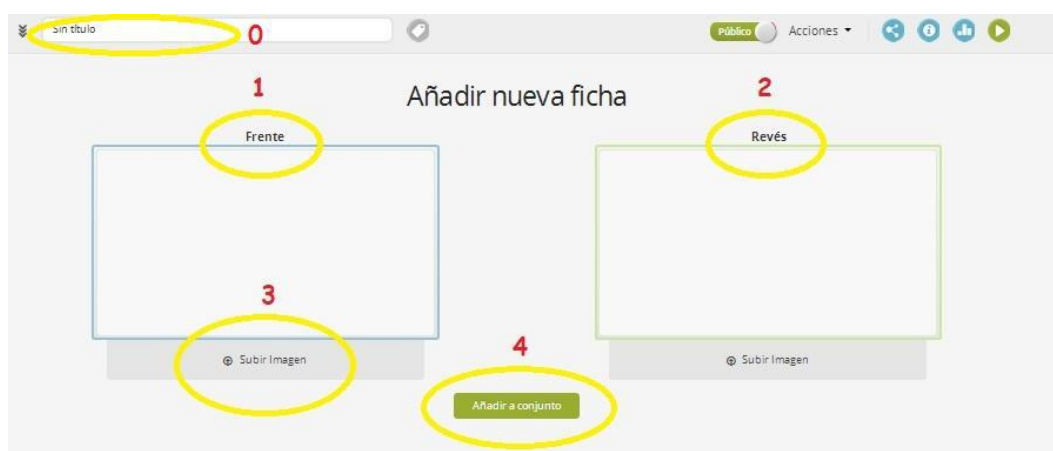 Sin título
0
Público
Acciones
1
Añadir nueva ficha
2
Frente
Revés
3
Subir Imagen
4
Subir Imagen
Añadir a conjunto